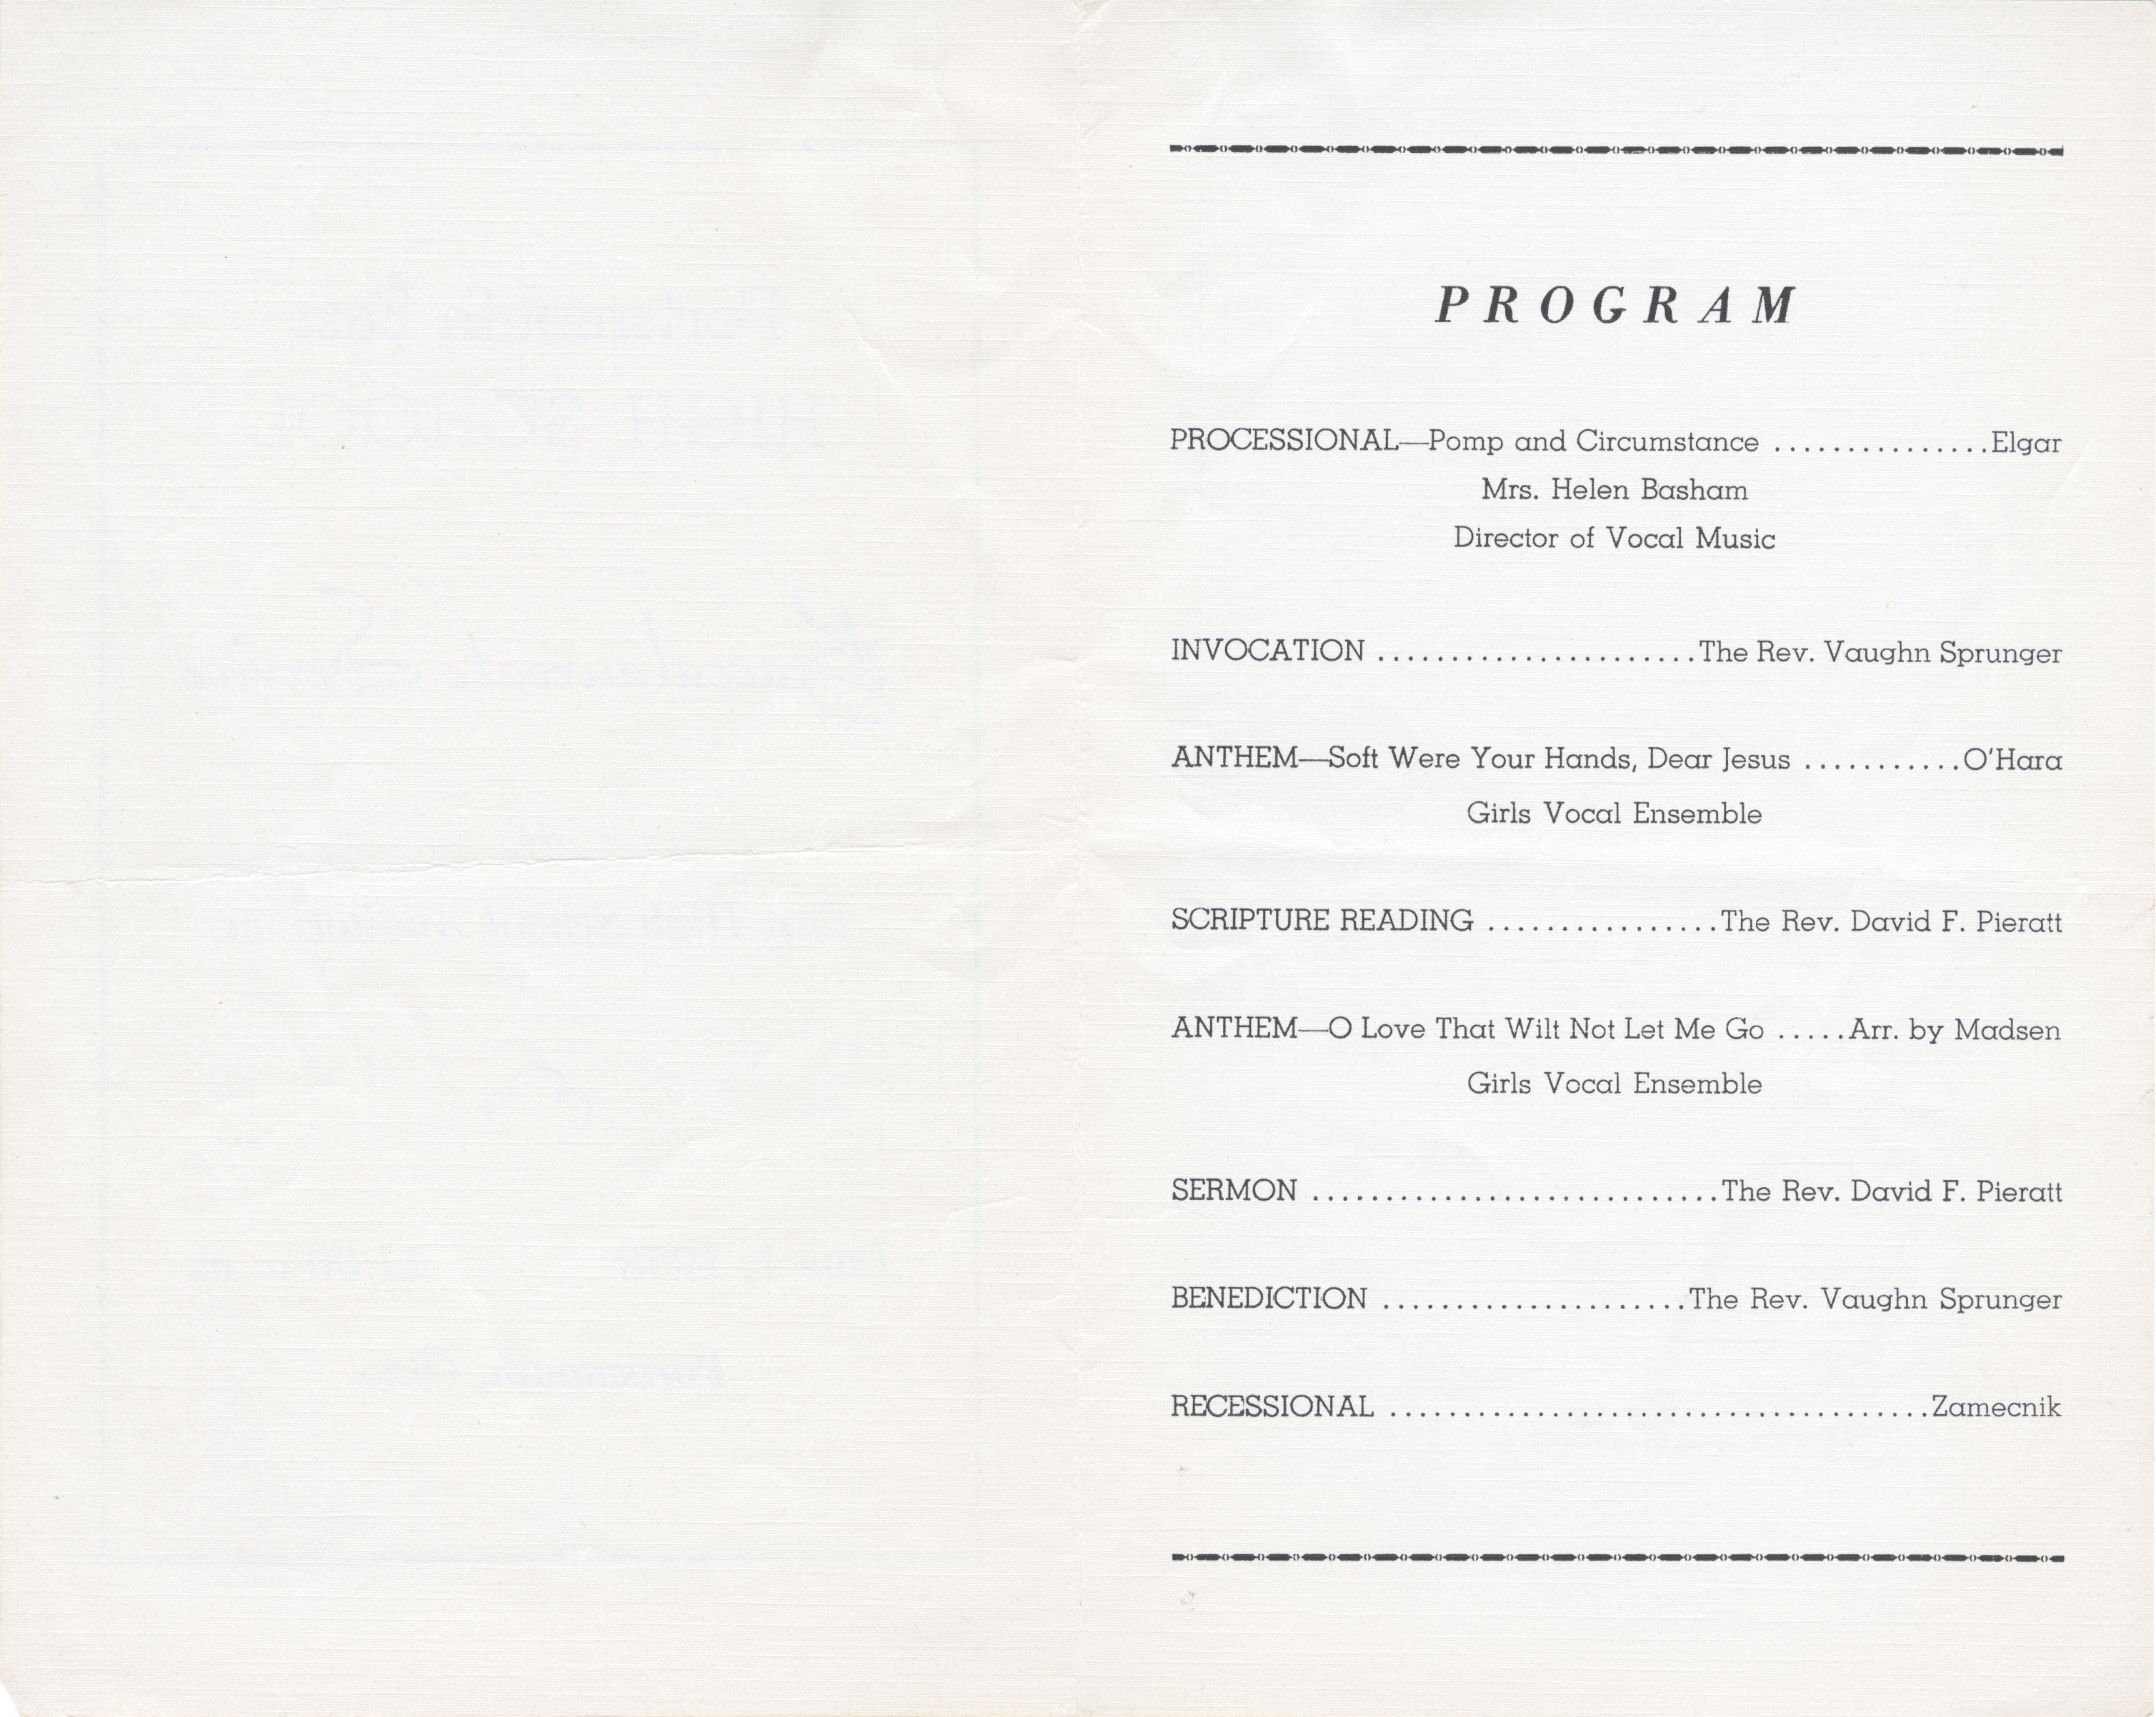 PROGRAM
PROCESSIONAL—Pomp and Circumstance ...............Elgar
Mrs. Helen Basham
Director of Vocal Music
INVOCATION ......................The Rev. Vaughn Sprunger
ANTHEM—Soft Were Your Hands, Dear Jesus ...........O'Hara
Girls Vocal Ensemble
SCRIPTURE READING ................The Rev. David F. Pieratt
ANTHEM—O Love That Wilt Not Let Me Go .....Arr. by Madsen
Girls Vocal Ensemble
SERMON ............................The Rev. David F. Pieratt
BENEDICTION .....................The Rev. Vaughn Sprunger
RECESSIONAL .....................................Zamecnik